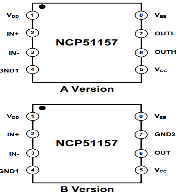 VDD 1 8 VEE
IN+ 2 NCP51157 7 OUTL
IN- 3 6 OUTH
GND1 4 5 VCC
A Version
VDD 1 8 VEE
IN+ 2 NCP51157 7 GND2
IN- 3 6 OUT
GND1 4 5 VCC
B Version